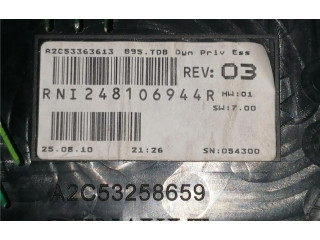 A2C53363613 B95.TDB Dyn Priv Ess
REV: 03
RNI248106944R
HW:01
SW:7.00
25.08.10 21:26 SN:054300
A2C53258659